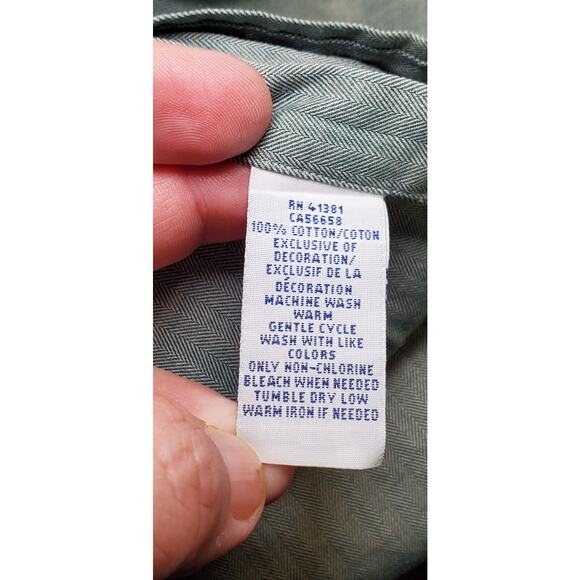 RN 41381
CA56658
100% COTTON/COTON
EXCLUSIVE OF
DECORATION/
EXCLUSIF DE LA
DÉCORATION
MACHINE WASH
WARM
GENTLE CYCLE
WASH WITH LIKE
COLORS
ONLY NON-CHLORINE
BLEACH WHEN NEEDED
TUMBLE DRY LOW
WARM IRON IF NEEDED